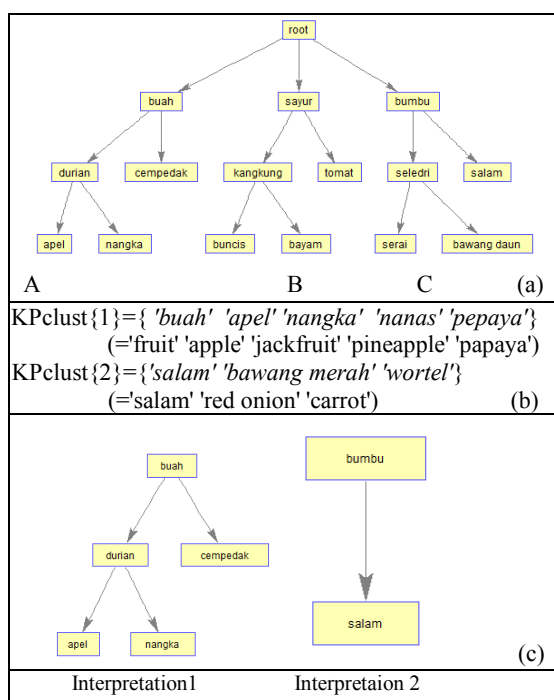 root
buah sayur bumbu
durian cempedak kangkung tomat seledri salam
apel nangka buncis bayam serai bawang daun
A B C (a)
KPclust{1}={ 'buah' 'apel' 'nangka' 'nanas' 'pepaya'}
(='fruit' 'apple' 'jackfruit' 'pineapple' 'papaya')
KPclust{2}={'salam' 'bawang merah' 'wortel'}
(='salam' 'red onion' 'carrot') (b)
buah bumbu
durian cempedak
salam
apel nangka (c)
Interpretation1 Interpretaion 2